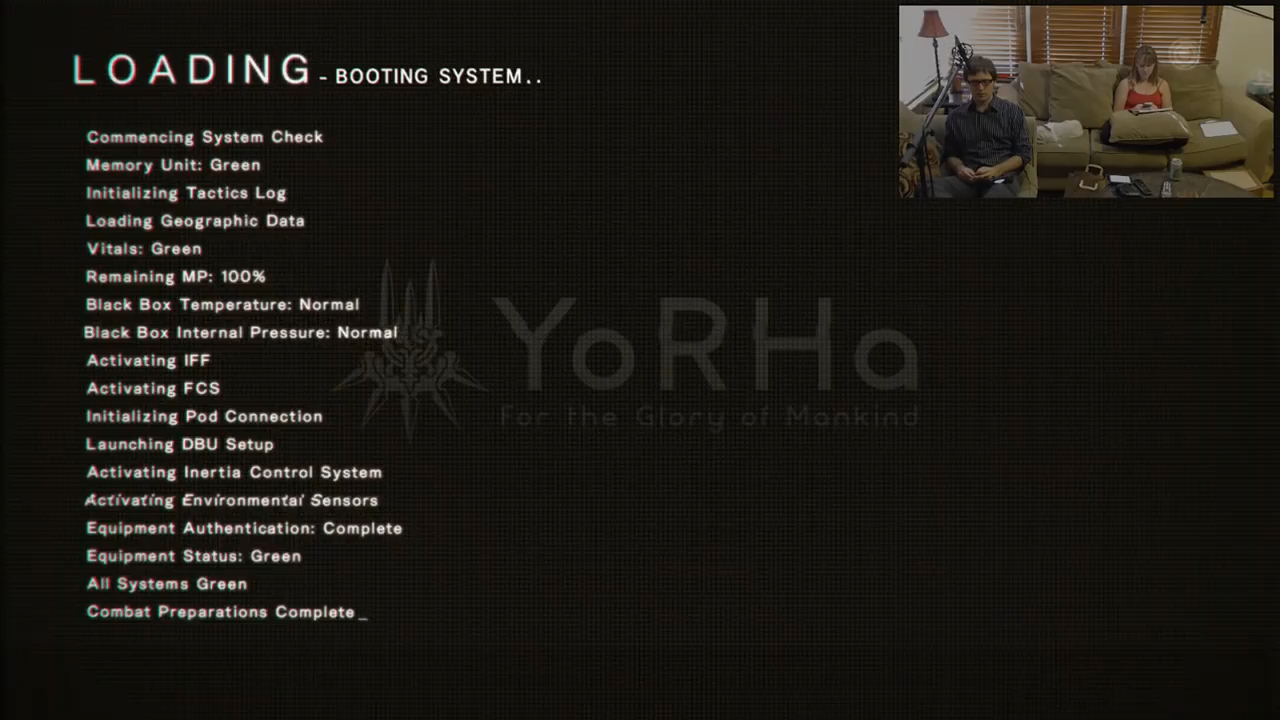 LOADING - BOOTING SYSTEM..
Commencing System Check
Memory Unit: Green
Initializing Tactics Log
Loading Geographic Data
Vitals: Green
Remaining MP: 100%
Black Box Temperature: Normal
Black Box Internal Pressure: Normal
Activating IFF
Activating FCS
Initializing Pod Connection
Launching DBU Setup
Activating Inertia Control System
Activating Environmental Sensors
Equipment Authentication: Complete
Equipment Status: Green
All Systems Green
Combat Preparations Complete_
YoRHa
For the Glory of Mankind